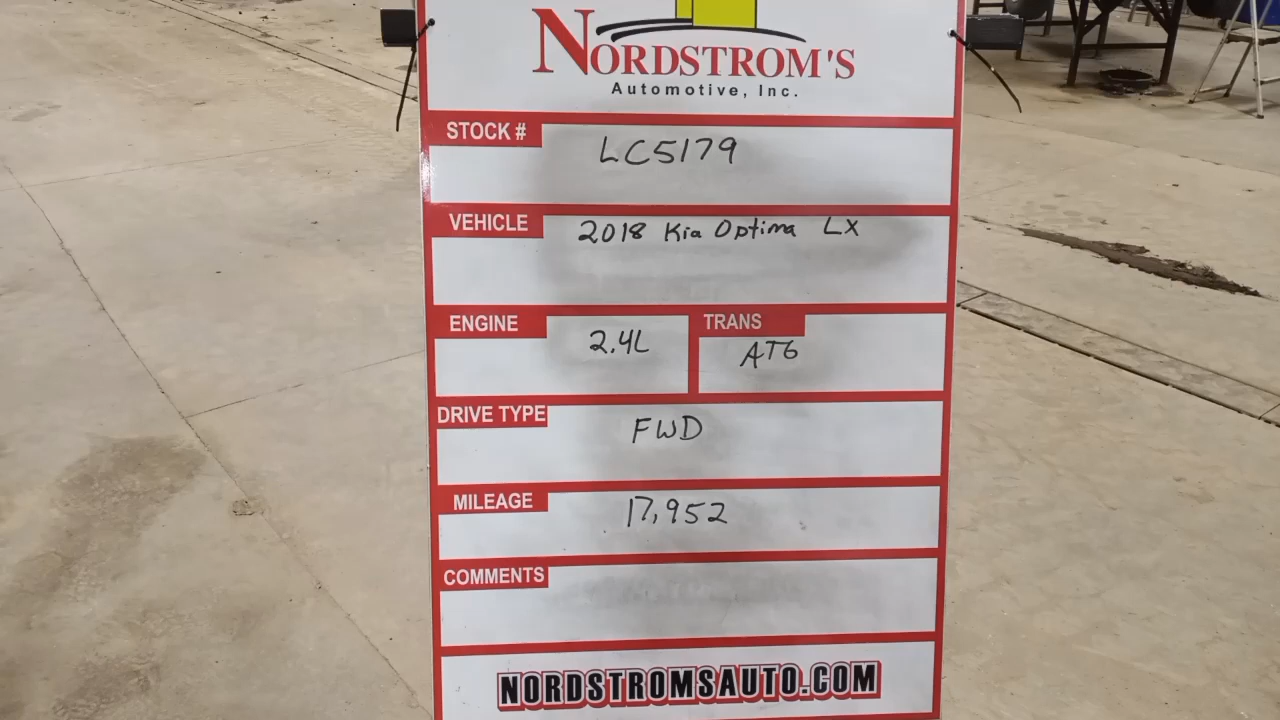 NORDSTROM'S
Automotive, Inc.
STOCK #
LC5179
VEHICLE
2018 Kia Optima LX
ENGINE
2.4L
TRANS
AT6
DRIVE TYPE
FWD
MILEAGE
17,952
COMMENTS
NORDSTROMSAUTO.COM